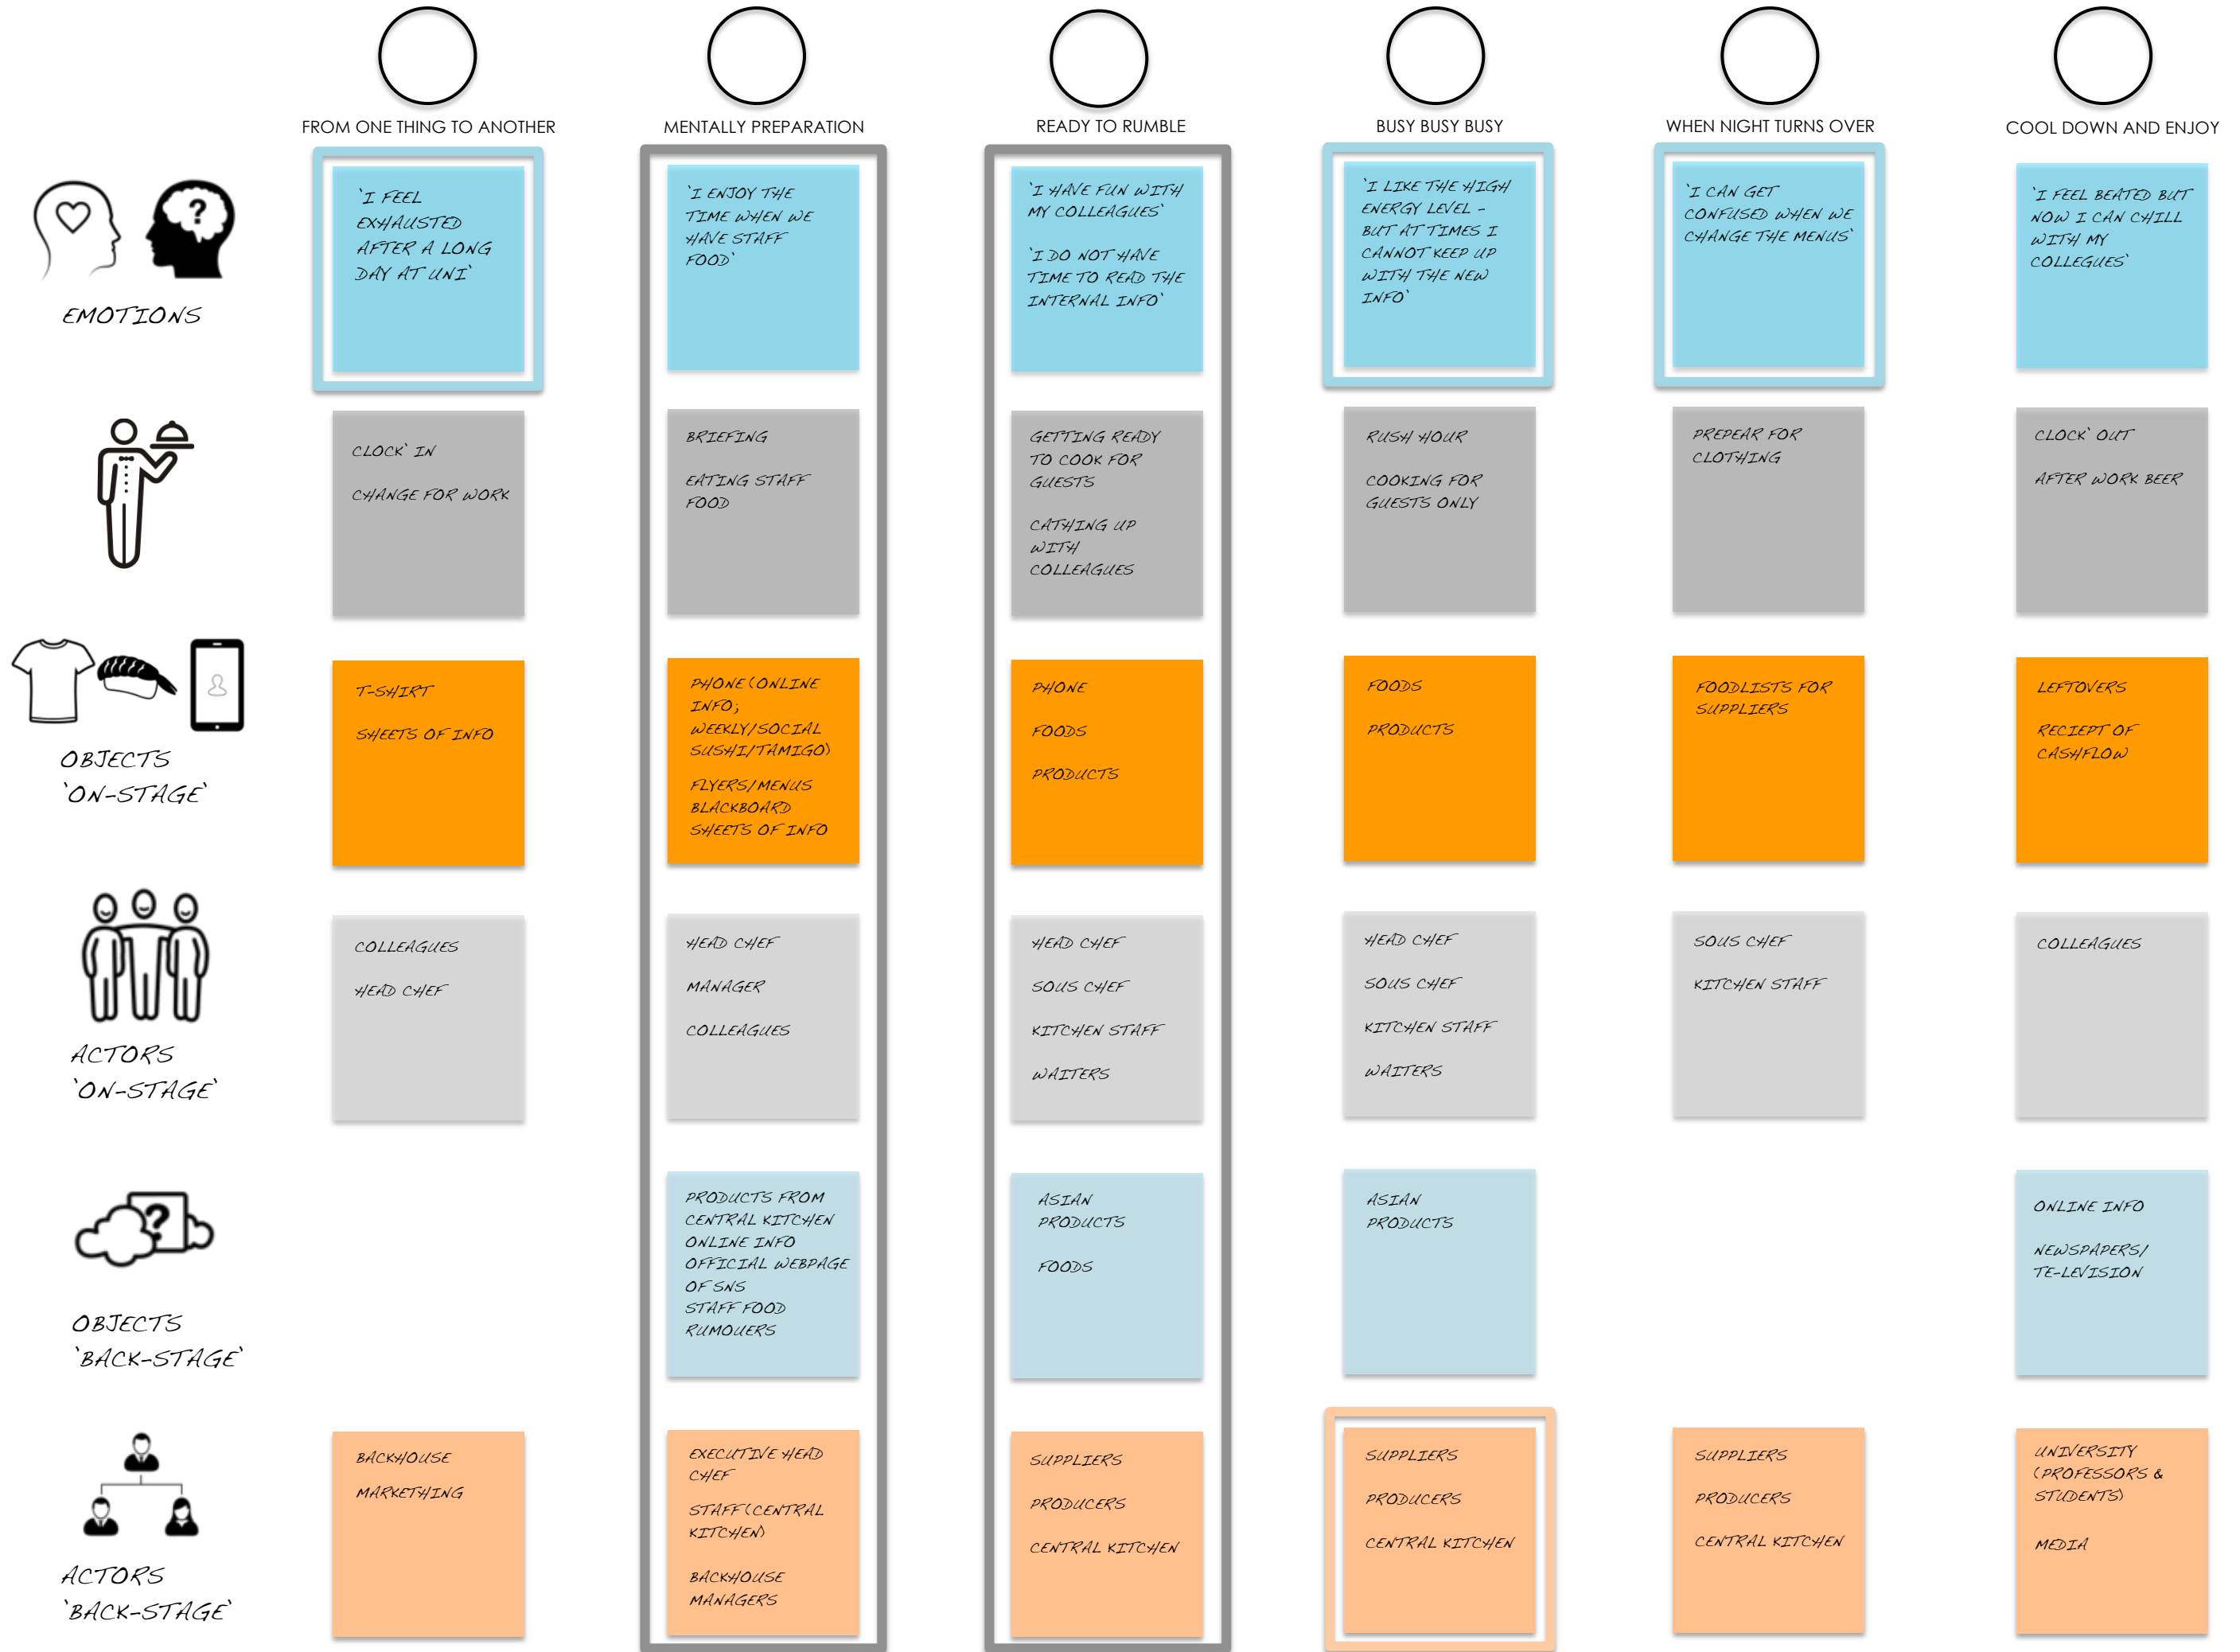 FROM ONE THING TO ANOTHER
MENTALLY PREPARATION
READY TO RUMBLE
BUSY BUSY BUSY
WHEN NIGHT TURNS OVER
COOL DOWN AND ENJOY
EMOTIONS
`I FEEL
EXHAUSTED
AFTER A LONG
DAY AT UNI`
`I ENJOY THE
TIME WHEN WE
HAVE STAFF
FOOD`
`I HAVE FUN WITH
MY COLLEAGUES`
`I DO NOT HAVE
TIME TO READ THE
INTERNAL INFO`
`I LIKE THE HIGH
ENERGY LEVEL -
BUT AT TIMES I
CANNOT KEEP UP
WITH THE NEW
INFO`
`I CAN GET
CONFUSED WHEN WE
CHANGE THE MENUS`
`I FEEL BEATED BUT
NOW I CAN CHILL
WITH MY
COLLEGUES`
CLOCK` IN
CHANGE FOR WORK
BRIEFING
EATING STAFF
FOOD
GETTING READY
TO COOK FOR
GUESTS
CATHING UP
WITH
COLLEAGUES
RUSH HOUR
COOKING FOR
GUESTS ONLY
PREPEAR FOR
CLOTHING
CLOCK` OUT
AFTER WORK BEER
OBJECTS
`ON-STAGE`
T-SHIRT
SHEETS OF INFO
PHONE (ONLINE
INFO;
WEEKLY/SOCIAL
SUSHI/TAMIGO)
FLYERS/MENUS
BLACKBOARD
SHEETS OF INFO
PHONE
FOODS
PRODUCTS
FOODS
PRODUCTS
FOODLISTS FOR
SUPPLIERS
LEFTOVERS
RECIEPT OF
CASHFLOW
ACTORS
`ON-STAGE`
COLLEAGUES
HEAD CHEF
HEAD CHEF
MANAGER
COLLEAGUES
HEAD CHEF
SOUS CHEF
KITCHEN STAFF
WAITERS
HEAD CHEF
SOUS CHEF
KITCHEN STAFF
WAITERS
SOUS CHEF
KITCHEN STAFF
COLLEAGUES
OBJECTS
`BACK-STAGE`
PRODUCTS FROM
CENTRAL KITCHEN
ONLINE INFO
OFFICIAL WEBPAGE
OF SNS
STAFF FOOD
RUMOUERS
ASIAN
PRODUCTS
FOODS
ASIAN
PRODUCTS
ONLINE INFO
NEWSPAPERS/
TE-LEVISION
ACTORS
`BACK-STAGE`
BACKHOUSE
MARKETHING
EXECUTIVE HEAD
CHEF
STAFF (CENTRAL
KITCHEN)
BACKHOUSE
MANAGERS
SUPPLIERS
PRODUCERS
CENTRAL KITCHEN
SUPPLIERS
PRODUCERS
CENTRAL KITCHEN
SUPPLIERS
PRODUCERS
CENTRAL KITCHEN
UNIVERSITY
(PROFESSORS &
STUDENTS)
MEDIA